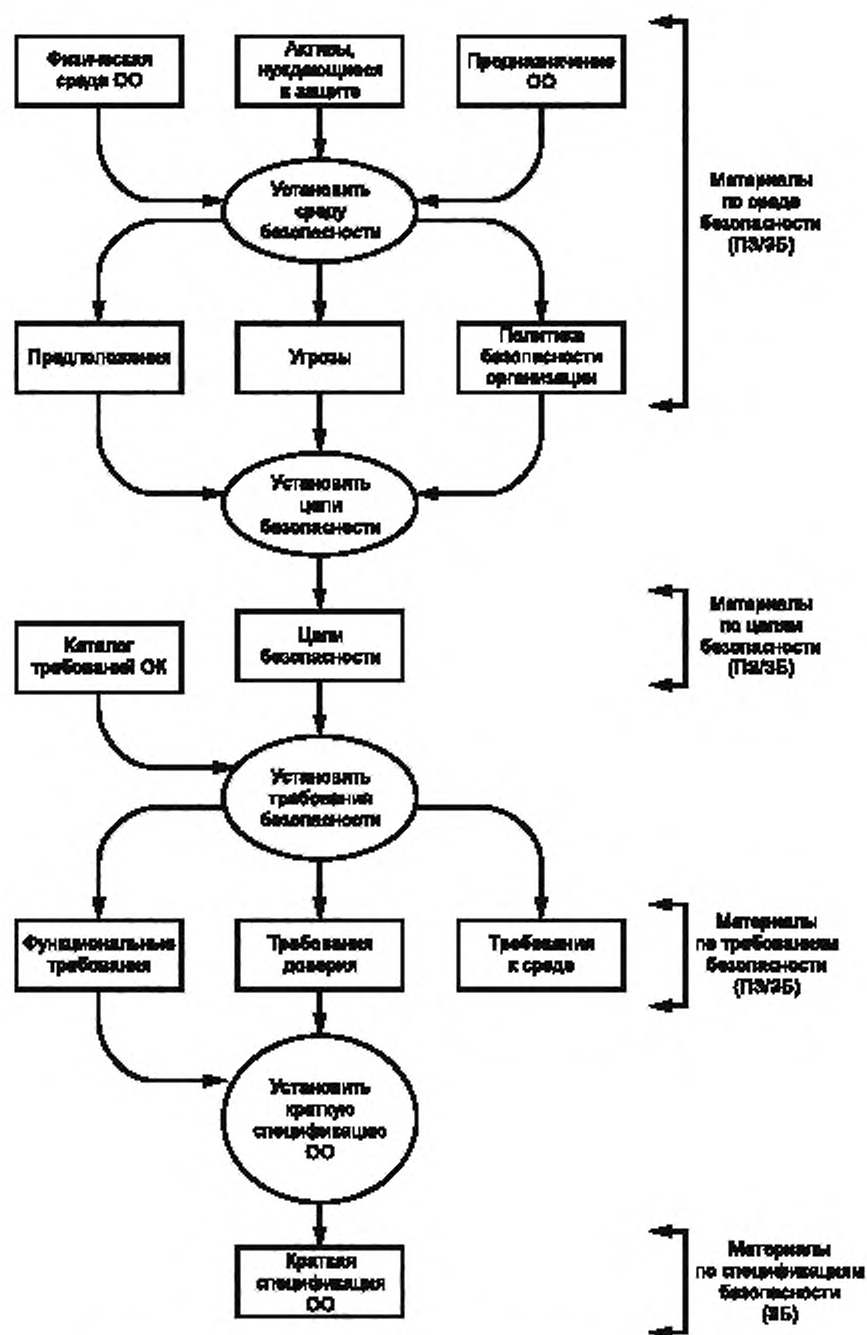 Физическая
среда ОО
Активы,
нуждающиеся
в защите
Предназначение
ОО
Установить
среду
безопасности
Материалы
по среде
безопасности
(ПЗ/ЗБ)
Предположения
Угрозы
Политика
безопасности
организации
Установить
цели
безопасности
Каталог
требований ОК
Цели
безопасности
Материалы
по целям
безопасности
(ПЗ/ЗБ)
Установить
требования
безопасности
Функциональные
требования
Требования
доверия
Требования
к среде
Материалы
по требованиям
безопасности
(ПЗ/ЗБ)
Установить
краткую
спецификацию
ОО
Краткая
спецификация
ОО
Материалы
по спецификациям
безопасности
(ЗБ)